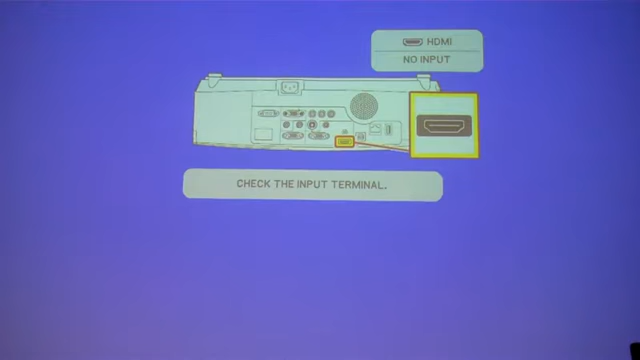 HDMI
NO INPUT
CHECK THE INPUT TERMINAL.